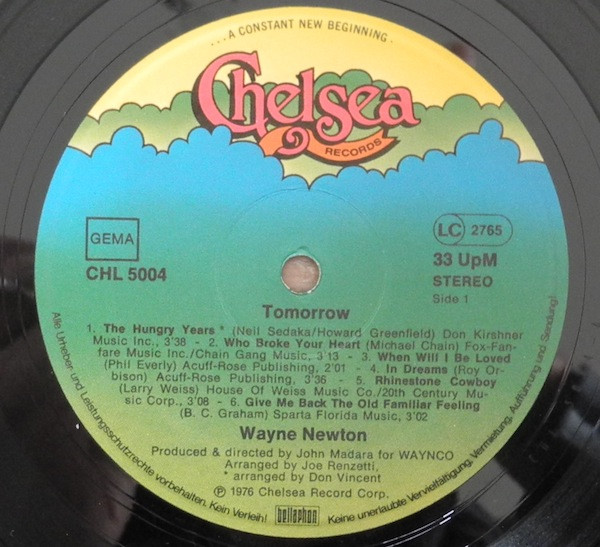 ...A CONSTANT NEW BEGINNING.
Chelsea
RECORDS
GEMA
CHL 5004
LC 2765
33 UpM
STEREO
Side 1
Tomorrow
1. The Hungry Years * (Neil Sedaka/Howard Greenfield) Don Kirshner
Music Inc., 3'38 - 2. Who Broke Your Heart (Michael Chain) Fox-Fan-
fare Music Inc./Chain Gang Music, 3'13 - 3. When Will I Be Loved
(Phil Everly) Acuff-Rose Publishing, 2'01 - 4. In Dreams (Roy Or-
bison) Acuff-Rose Publishing, 3'36 - 5. Rhinestone Cowboy
(Larry Weiss) House Of Weiss Music Co./20th Century Mu-
sic Corp., 3'08 - 6. Give Me Back The Old Familiar Feeling
(B. C. Graham) Sparta Florida Music, 3'02
Wayne Newton
Produced & directed by John Madara for WAYNCO
Arranged by Joe Renzetti,
* arranged by Don Vincent
℗ 1976 Chelsea Record Corp.
bellaphon
Alle Urheber- und Leistungsschutzrechte vorbehalten. Kein Verleih! Keine unerlaubte Vervielfältigung, Vermietung, Aufführung und Sendung!